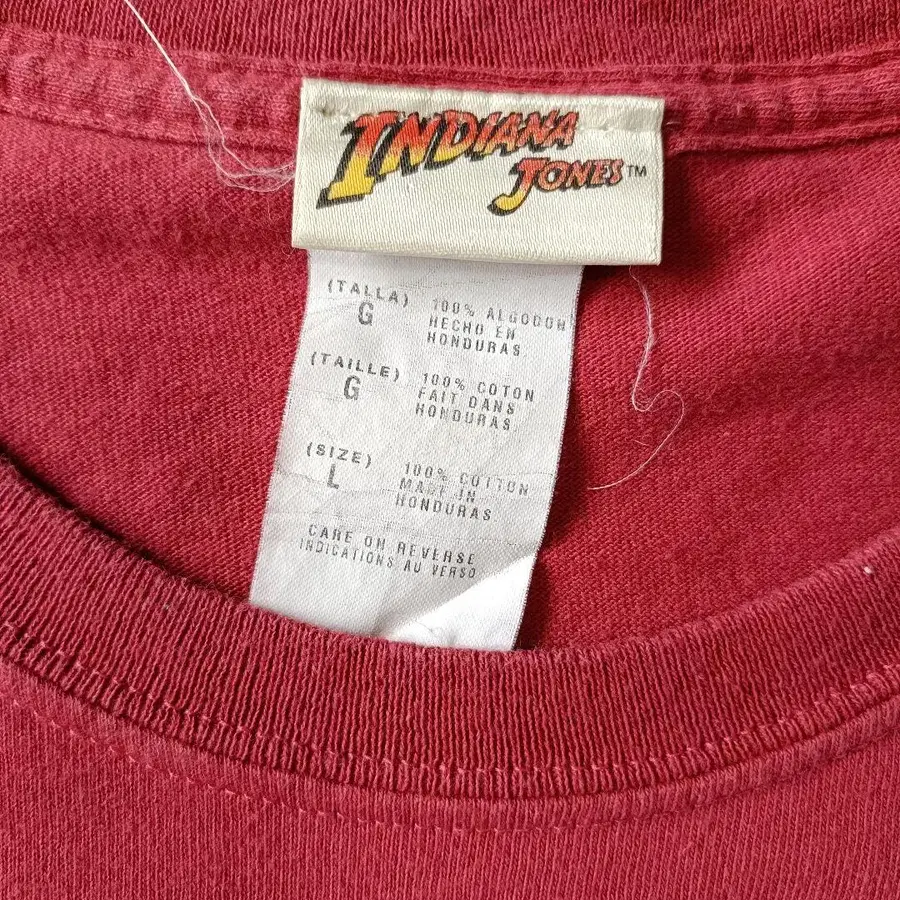 INDIANA
JONES™
(TALLA) 100% ALGODON
G HECHO EN
HONDURAS
(TAILLE) 100% COTON
G FAIT DANS
HONDURAS
(SIZE) 100% COTTON
L MADE IN
HONDURAS
CARE ON REVERSE
INDICATIONS AU VERSO